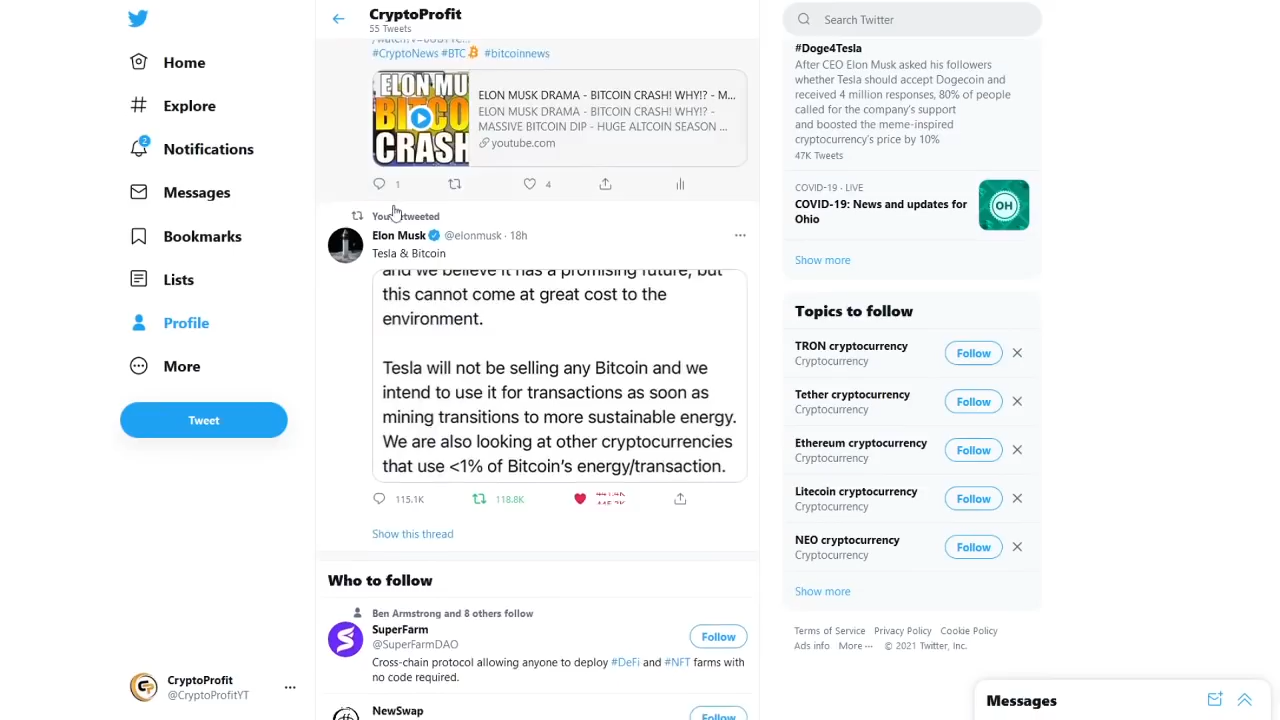 Home
Explore
2
Notifications
Messages
Bookmarks
Lists
Profile
More
Tweet
CryptoProfit
@CryptoProfitYT
CryptoProfit
55 Tweets
#CryptoNews #BTC #bitcoinnews
ELON MU
BITCO
CRASH
ELON MUSK DRAMA - BITCOIN CRASH! WHY!? - M...
ELON MUSK DRAMA - BITCOIN CRASH! WHY!? -
MASSIVE BITCOIN DIP - HUGE ALTCOIN SEASON ...
youtube.com
1
4
You
Elon Musk @elonmusk · 18h
Tesla & Bitcoin
and we believe it has a promising future, but
this cannot come at great cost to the
environment.
Tesla will not be selling any Bitcoin and we
intend to use it for transactions as soon as
mining transitions to more sustainable energy.
We are also looking at other cryptocurrencies
that use <1% of Bitcoin's energy/transaction.
115.1K
118.8K
Show this thread
Who to follow
Ben Armstrong and 8 others follow
SuperFarm
@SuperFarmDAO
Follow
Cross-chain protocol allowing anyone to deploy #DeFi and #NFT farms with
no code required.
NewSwap
Follow
Search Twitter
#Doge4Tesla
After CEO Elon Musk asked his followers
whether Tesla should accept Dogecoin and
received 4 million responses, 80% of people
called for the company's support
and boosted the meme-inspired
cryptocurrency's price by 10%
47K Tweets
COVID-19 · LIVE
COVID-19: News and updates for
Ohio
OH
Show more
Topics to follow
TRON cryptocurrency
Cryptocurrency
Follow
Tether cryptocurrency
Cryptocurrency
Follow
Ethereum cryptocurrency
Cryptocurrency
Follow
Litecoin cryptocurrency
Cryptocurrency
Follow
NEO cryptocurrency
Cryptocurrency
Follow
Show more
Terms of Service Privacy Policy Cookie Policy
Ads info More ··· © 2021 Twitter, Inc.
Messages